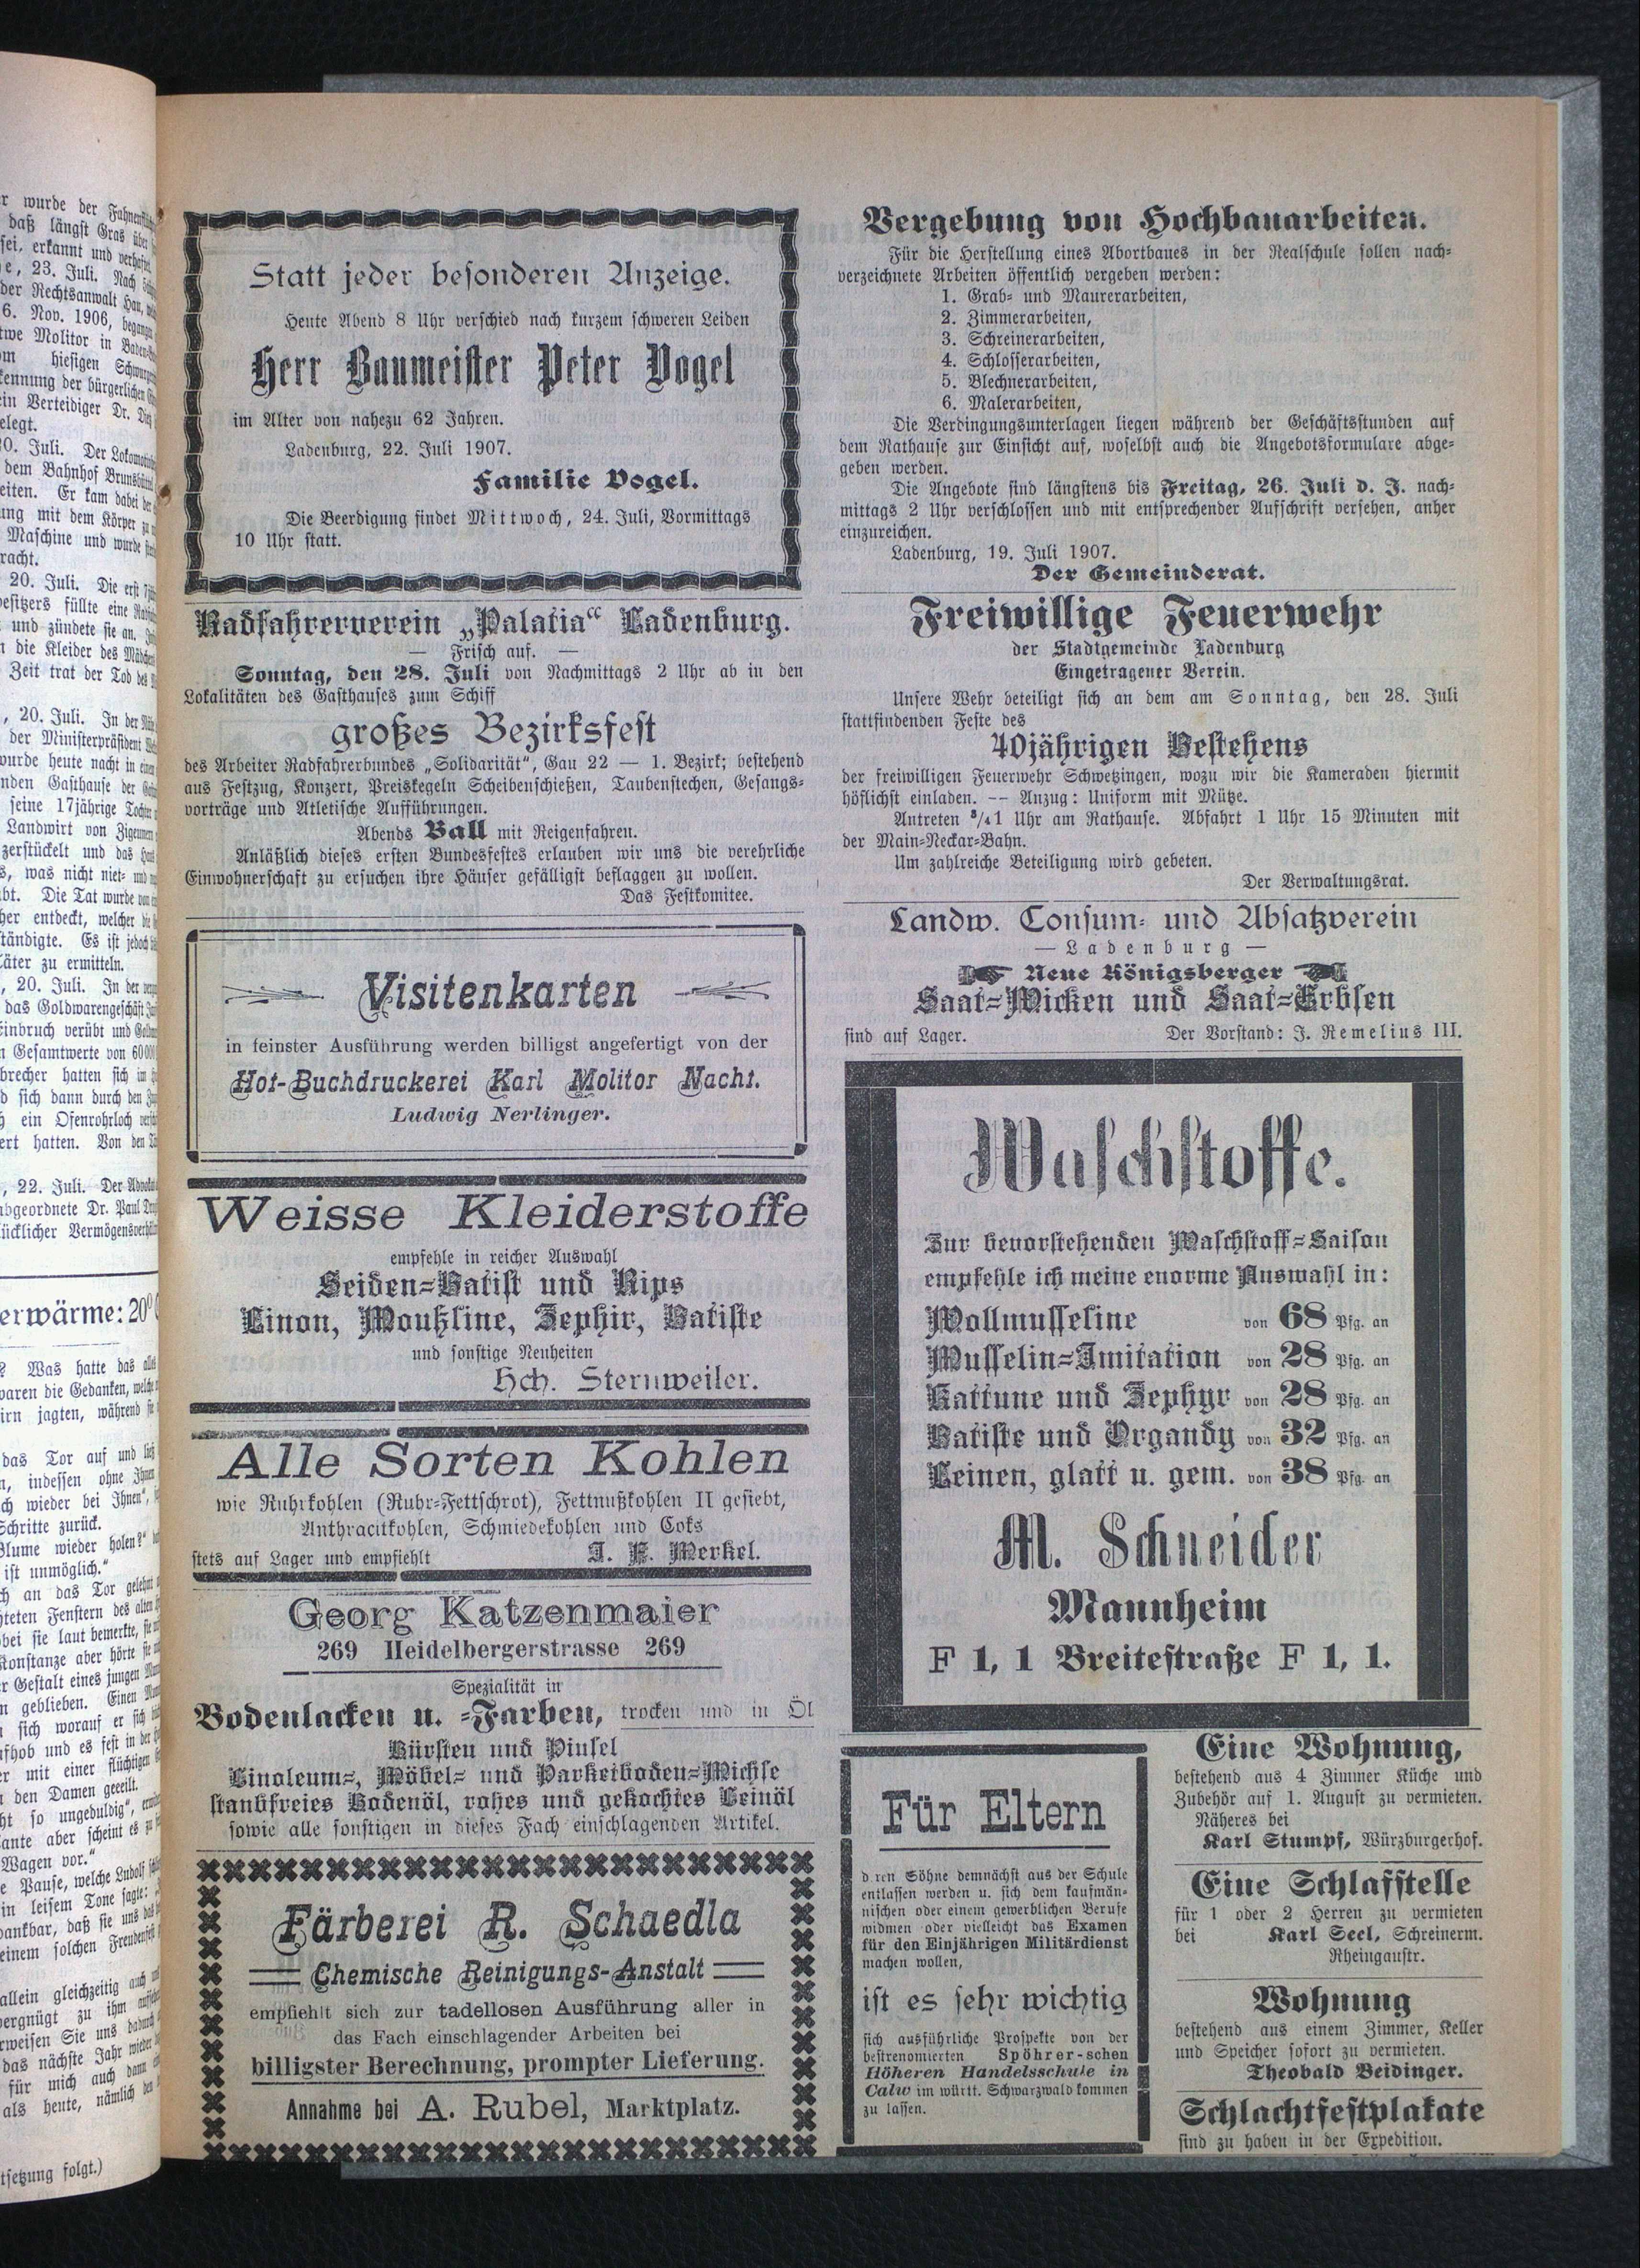 Statt jeder besonderen Anzeige.
Heute Abend 8 Uhr verschied nach kurzem schweren Leiden
Herr Baumeister Peter Vogel
im Alter von nahezu 62 Jahren.
Ladenburg, 22. Juli 1907.
Familie Vogel.
Die Beerdigung findet Mittwoch, 24. Juli, Vormittags
10 Uhr statt.
Radfahrerverein „Palatia“ Ladenburg.
— Frisch auf. —
Sonntag, den 28. Juli von Nachmittags 2 Uhr ab in den
Lokalitäten des Gasthauses zum Schiff
großes Bezirksfest
des Arbeiter Radfahrerbundes „Solidarität“, Gau 22 — 1. Bezirk; bestehend
aus Festzug, Konzert, Preiskegeln Scheibenschießen, Taubenstechen, Gesangs-
vorträge und Atletische Aufführungen.
Abends Ball mit Reigenfahren.
Anläßlich dieses ersten Bundesfestes erlauben wir uns die verehrliche
Einwohnerschaft zu ersuchen ihre Häuser gefälligst beflaggen zu wollen.
Das Festkomitee.
Visitenkarten
in feinster Ausführung werden billigst angefertigt von der
Hof-Buchdruckerei Karl Molitor Nachf.
Ludwig Nerlinger.
Weisse Kleiderstoffe
empfehle in reicher Auswahl
Seiden-Batist und Rips
Linon, Moußline, Zephir, Batiste
und sonstige Neuheiten
Hch. Sternweiler.
Alle Sorten Kohlen
wie Ruhrkohlen (Ruhr-Fettschrot), Fettnußkohlen II gesiebt,
Anthracitkohlen, Schmiedekohlen und Coks
stets auf Lager und empfiehlt J. F. Merkel.
Georg Katzenmaier
269 Heidelbergerstrasse 269
Spezialität in
Bodenlacken u. -Farben, trocken und in Öl
Bürsten und Pinsel
Linoleum-, Möbel- und Parketboden-Wichse
staubfreies Bodenöl, rohes und gekochtes Leinöl
sowie alle sonstigen in dieses Fach einschlagenden Artikel.
Färberei R. Schaedla
Chemische Reinigungs-Anstalt
empfiehlt sich zur tadellosen Ausführung aller in
das Fach einschlagender Arbeiten bei
billigster Berechnung, prompter Lieferung.
Annahme bei A. Rubel, Marktplatz.
Vergebung von Hochbauarbeiten.
Für die Herstellung eines Abortbaues in der Realschule sollen nach-
verzeichnete Arbeiten öffentlich vergeben werden:
1. Grab- und Maurerarbeiten,
2. Zimmerarbeiten,
3. Schreinerarbeiten,
4. Schlosserarbeiten,
5. Blechnerarbeiten,
6. Malerarbeiten,
Die Verdingungsunterlagen liegen während der Geschäftsstunden auf
dem Rathause zur Einsicht auf, woselbst auch die Angebotsformulare abge-
geben werden.
Die Angebote sind längstens bis Freitag, 26. Juli d. J. nach-
mittags 2 Uhr verschlossen und mit entsprechender Aufschrift versehen, anher
einzureichen.
Ladenburg, 19. Juli 1907.
Der Gemeinderat.
Freiwillige Feuerwehr
der Stadtgemeinde Ladenburg
Eingetragener Verein.
Unsere Wehr beteiligt sich an dem am Sonntag, den 28. Juli
stattfindenden Feste des
40jährigen Bestehens
der freiwilligen Feuerwehr Schwetzingen, wozu wir die Kameraden hiermit
höflichst einladen. -- Anzug: Uniform mit Mütze.
Antreten ³/₄1 Uhr am Rathause. Abfahrt 1 Uhr 15 Minuten mit
der Main-Neckar-Bahn.
Um zahlreiche Beteiligung wird gebeten.
Der Verwaltungsrat.
Landw. Consum- und Absatzverein
— Ladenburg —
Neue Königsberger
Saat-Wicken und Saat-Erbsen
sind auf Lager. Der Vorstand: J. Remelius III.
Waschstoffe.
Zur bevorstehenden Waschstoff-Saison
empfehle ich meine enorme Auswahl in:
Wollmusseline von 68 Pfg. an
Musselin-Imitation von 28 Pfg. an
Kattune und Zephyr von 28 Pfg. an
Batiste und Organdy von 32 Pfg. an
Leinen, glatt u. gem. von 38 Pfg. an
M. Schneider
Mannheim
F 1, 1 Breitestraße F 1, 1.
Für Eltern
deren Söhne demnächst aus der Schule
entlassen werden u. sich dem kaufmän-
nischen oder einem gewerblichen Berufe
widmen oder vielleicht das Examen
für den Einjährigen Militärdienst
machen wollen,
ist es sehr wichtig
sich ausführliche Prospekte von der
bestrenomierten Spöhrer-schen
Höheren Handelsschule in
Calw im württ. Schwarzwald kommen
zu lassen.
Eine Wohnung,
bestehend aus 4 Zimmer Küche und
Zubehör auf 1. August zu vermieten.
Näheres bei
Karl Stumpf, Würzburgerhof.
Eine Schlafstelle
für 1 oder 2 Herren zu vermieten
bei Karl Seel, Schreinerm.
Rheingaustr.
Wohnung
bestehend aus einem Zimmer, Keller
und Speicher sofort zu vermieten.
Theobald Beidinger.
Schlachtfestplakate
sind zu haben in der Expedition.